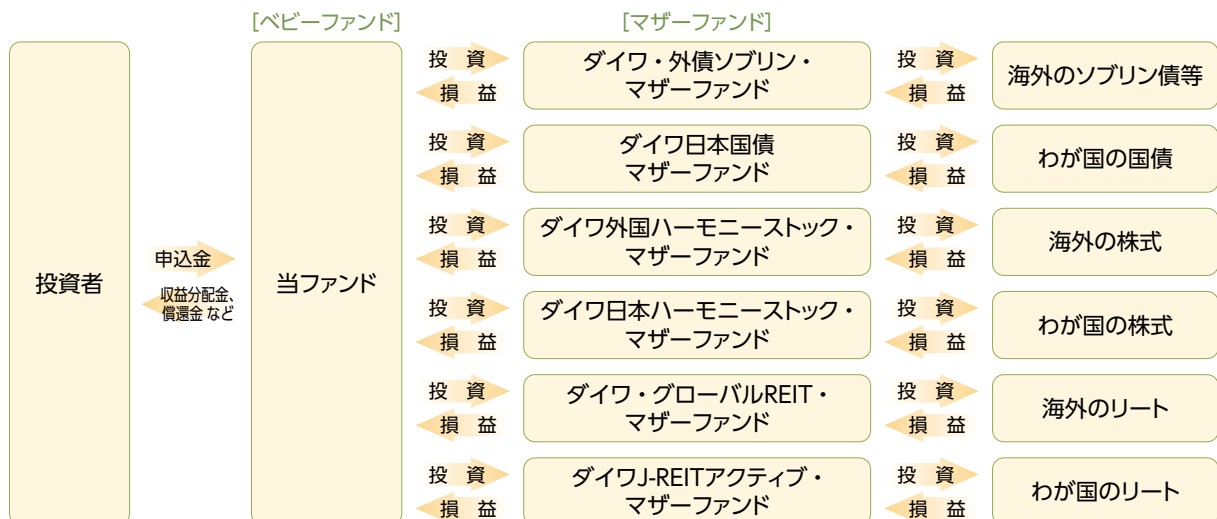 [ベビーファンド]
[マザーファンド]
投資者
申込金
収益分配金、
償還金 など
当ファンド
投 資
損 益
ダイワ・外債ソブリン・
マザーファンド
投 資
損 益
海外のソブリン債等
投 資
損 益
ダイワ日本国債
マザーファンド
投 資
損 益
わが国の国債
投 資
損 益
ダイワ外国ハーモニーストック・
マザーファンド
投 資
損 益
海外の株式
投 資
損 益
ダイワ日本ハーモニーストック・
マザーファンド
投 資
損 益
わが国の株式
投 資
損 益
ダイワ・グローバルREIT・
マザーファンド
投 資
損 益
海外のリート
投 資
損 益
ダイワJ-REITアクティブ・
マザーファンド
投 資
損 益
わが国のリート